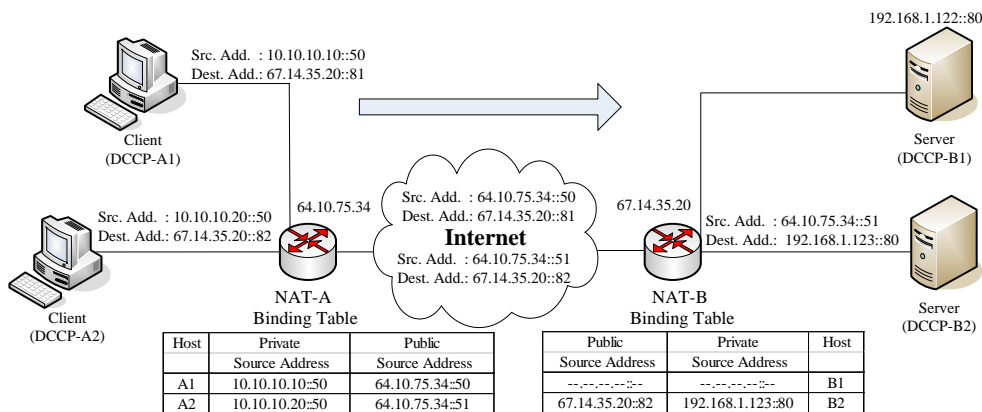 192.168.1.122::80
Src. Add. : 10.10.10.10::50
Dest. Add.: 67.14.35.20::81
Client
(DCCP-A1)
Server
(DCCP-B1)
Src. Add. : 10.10.10.20::50
Dest. Add.: 67.14.35.20::82
64.10.75.34
Src. Add. : 64.10.75.34::50
Dest. Add.: 67.14.35.20::81
Internet
Src. Add. : 64.10.75.34::51
Dest. Add.: 67.14.35.20::82
67.14.35.20
Src. Add. : 64.10.75.34::51
Dest. Add.: 192.168.1.123::80
Client
(DCCP-A2)
NAT-A
Binding Table
NAT-B
Binding Table
Server
(DCCP-B2)
Host Private Public
Source Address Source Address
A1 10.10.10.10::50 64.10.75.34::50
A2 10.10.10.20::50 64.10.75.34::51
Public Private Host
Source Address Source Address
--.--.--.--::-- --.--.--.--::-- B1
67.14.35.20::82 192.168.1.123::80 B2